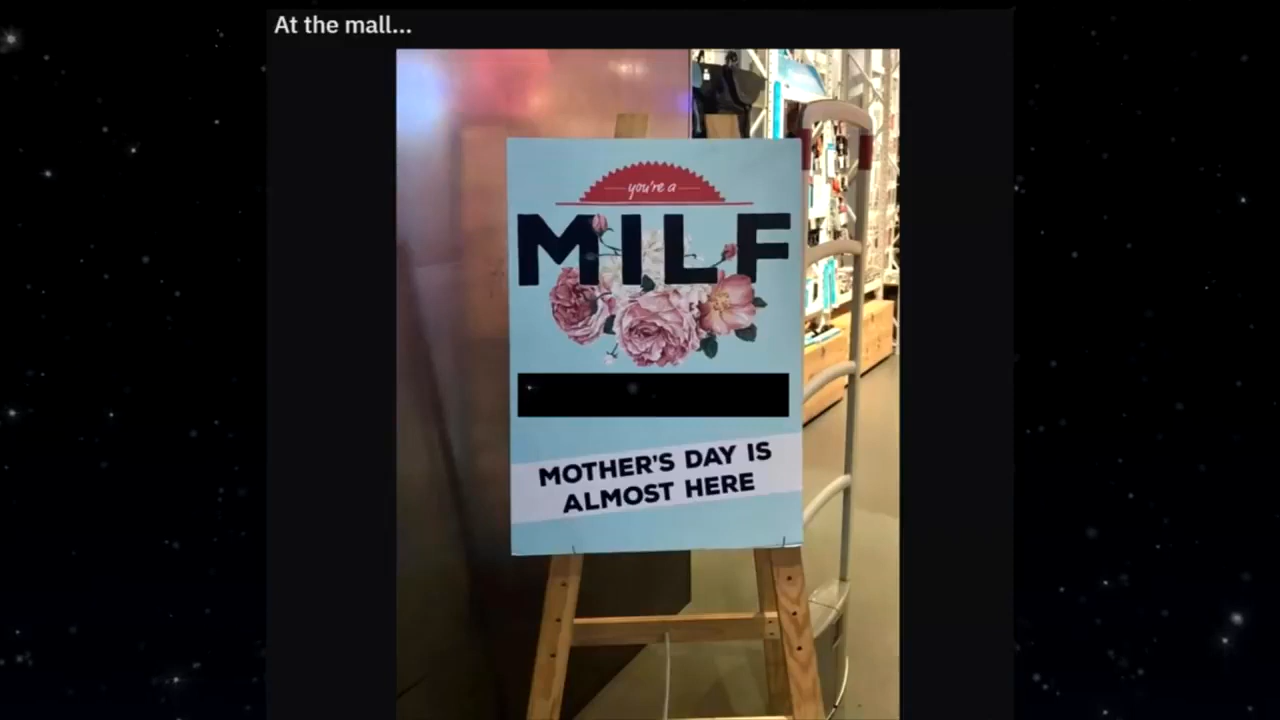 At the mall...
you're a
MILF
MOTHER'S DAY IS
ALMOST HERE